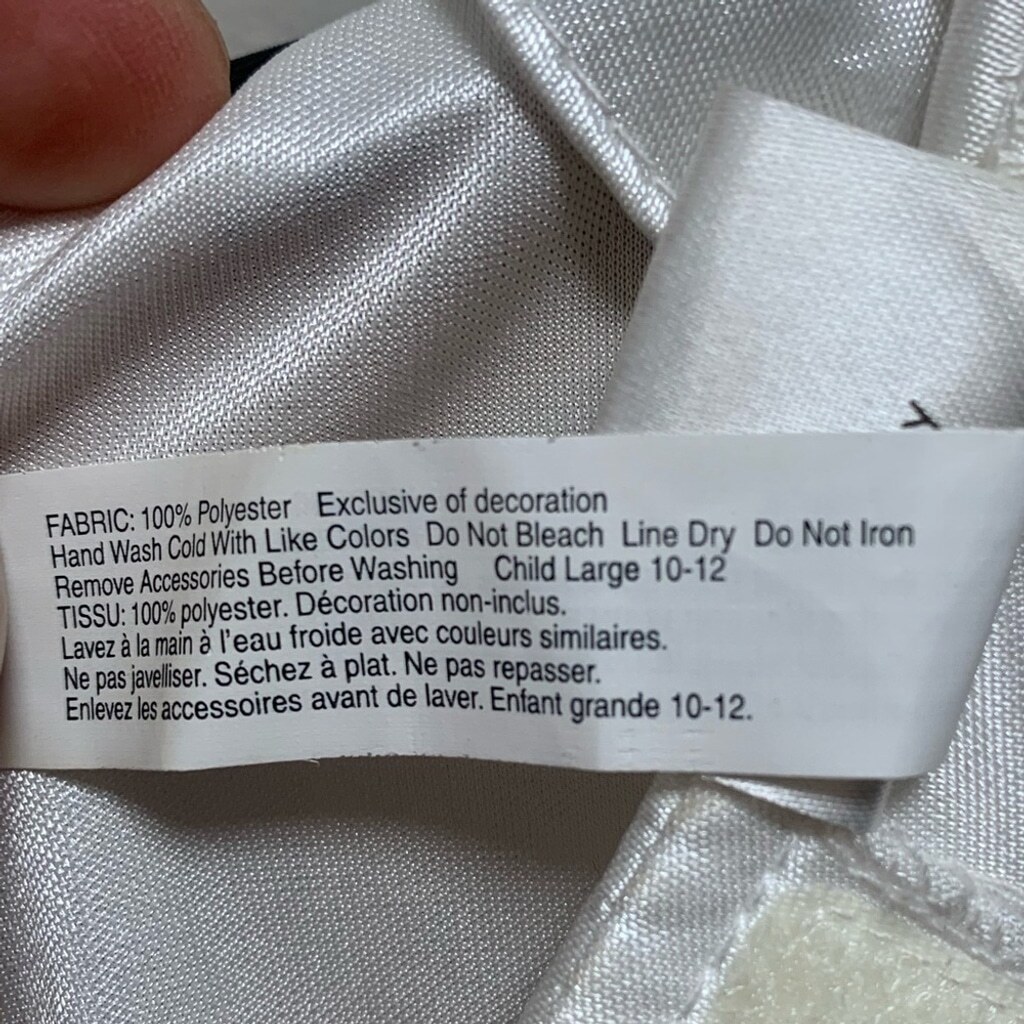 FABRIC: 100% Polyester Exclusive of decoration
Hand Wash Cold With Like Colors Do Not Bleach Line Dry Do Not Iron
Remove Accessories Before Washing Child Large 10-12
TISSU: 100% polyester. Décoration non-inclus.
Lavez à la main à l'eau froide avec couleurs similaires.
Ne pas javelliser. Séchez à plat. Ne pas repasser.
Enlevez les accessoires avant de laver. Enfant grande 10-12.